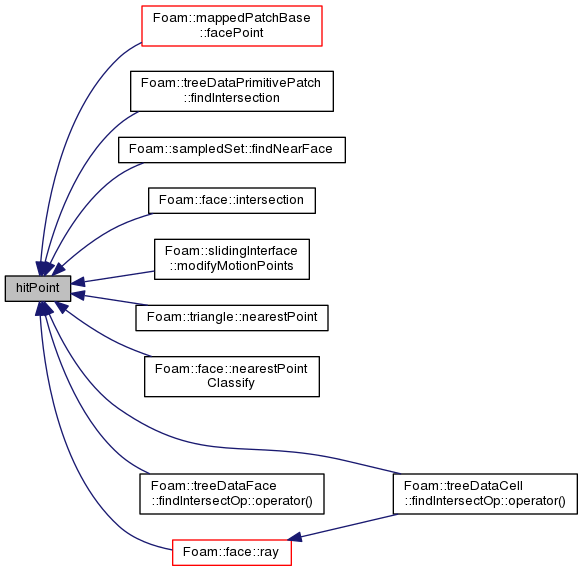 Foam::mappedPatchBase
::facePoint
Foam::treeDataPrimitivePatch
::findIntersection
Foam::sampledSet::findNearFace
Foam::face::intersection
Foam::slidingInterface
::modifyMotionPoints
hitPoint
Foam::triangle::nearestPoint
Foam::face::nearestPoint
Classify
Foam::treeDataFace
::findIntersectOp::operator()
Foam::treeDataCell
::findIntersectOp::operator()
Foam::face::ray